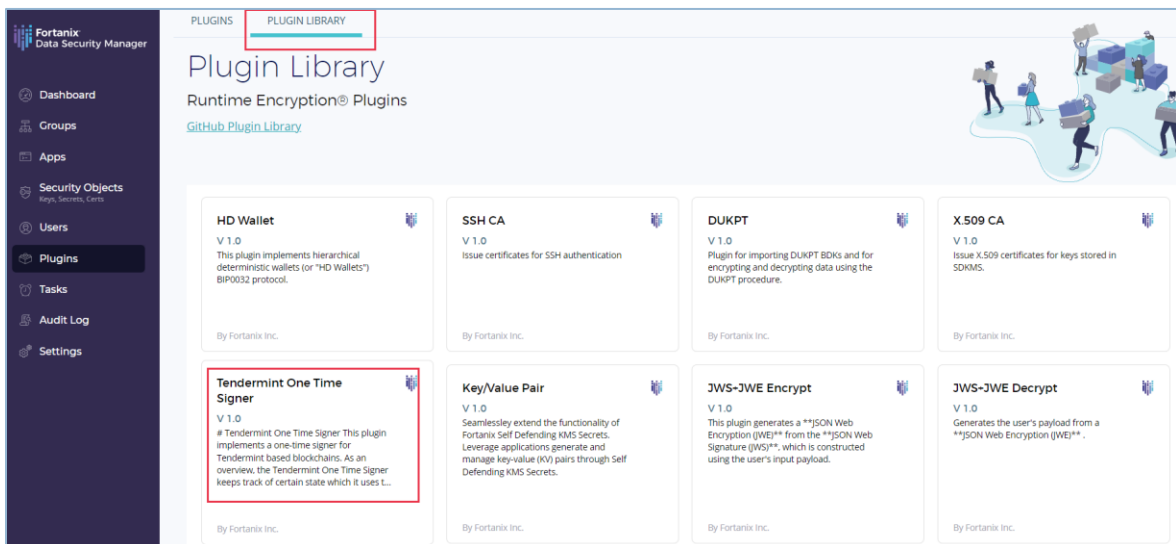 Fortanix
Data Security Manager
Dashboard
Groups
Apps
Security Objects
Keys, Secrets, Certs
Users
Plugins
Tasks
Audit Log
Settings
PLUGINS
PLUGIN LIBRARY
Plugin Library
Runtime Encryption® Plugins
GitHub Plugin Library
HD Wallet
V 1.0
This plugin implements hierarchical
deterministic wallets (or "HD Wallets")
BIP0032 protocol.
By Fortanix Inc.
SSH CA
V 1.0
Issue certificates for SSH authentication
By Fortanix Inc.
DUKPT
V 1.0
Plugin for importing DUKPT BDKs and for
encrypting and decrypting data using the
DUKPT procedure.
By Fortanix Inc.
X.509 CA
V 1.0
Issue X.509 certificates for keys stored in
SDKMS.
By Fortanix Inc.
Tendermint One Time
Signer
V 1.0
# Tendermint One Time Signer This plugin
implements a one-time signer for
Tendermint based blockchains. As an
overview, the Tendermint One Time Signer
keeps track of certain state which it uses t...
By Fortanix Inc.
Key/Value Pair
V 1.0
Seamlessley extend the functionality of
Fortanix Self Defending KMS Secrets.
Leverage applications generate and
manage key-value (KV) pairs through Self
Defending KMS Secrets.
By Fortanix Inc.
JWS+JWE Encrypt
V 1.0
This plugin generates a **JSON Web
Encryption (JWE)** from the **JSON Web
Signature (JWS)**, which is constructed
using the user's input payload.
By Fortanix Inc.
JWS+JWE Decrypt
V 1.0
Generates the user's payload from a
**JSON Web Encryption (JWE)** .
By Fortanix Inc.